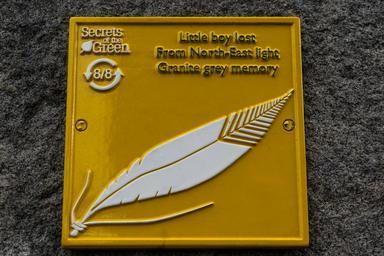 Secrets
of the
Green
8/8
Little boy lost
From North-East light
Granite grey memory